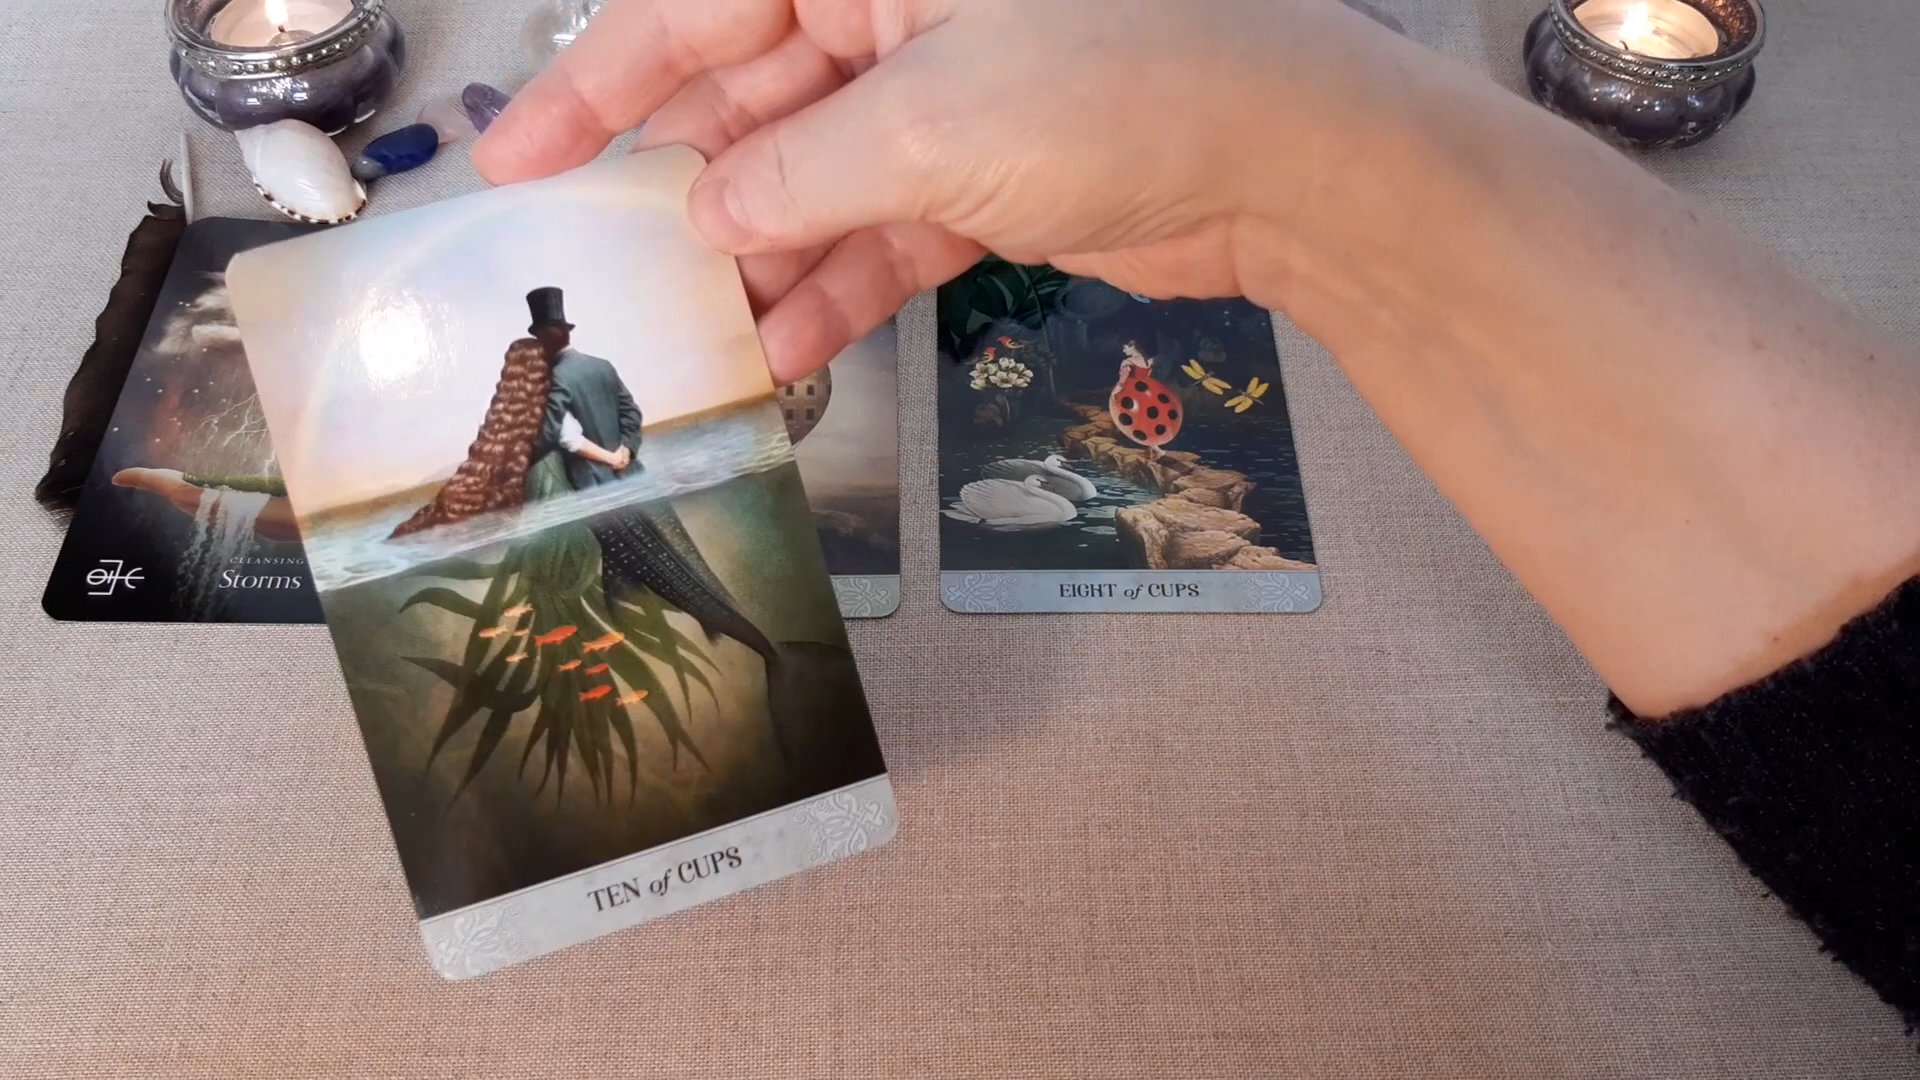 CLEANSING
Storms
EIGHT of CUPS
TEN of CUPS